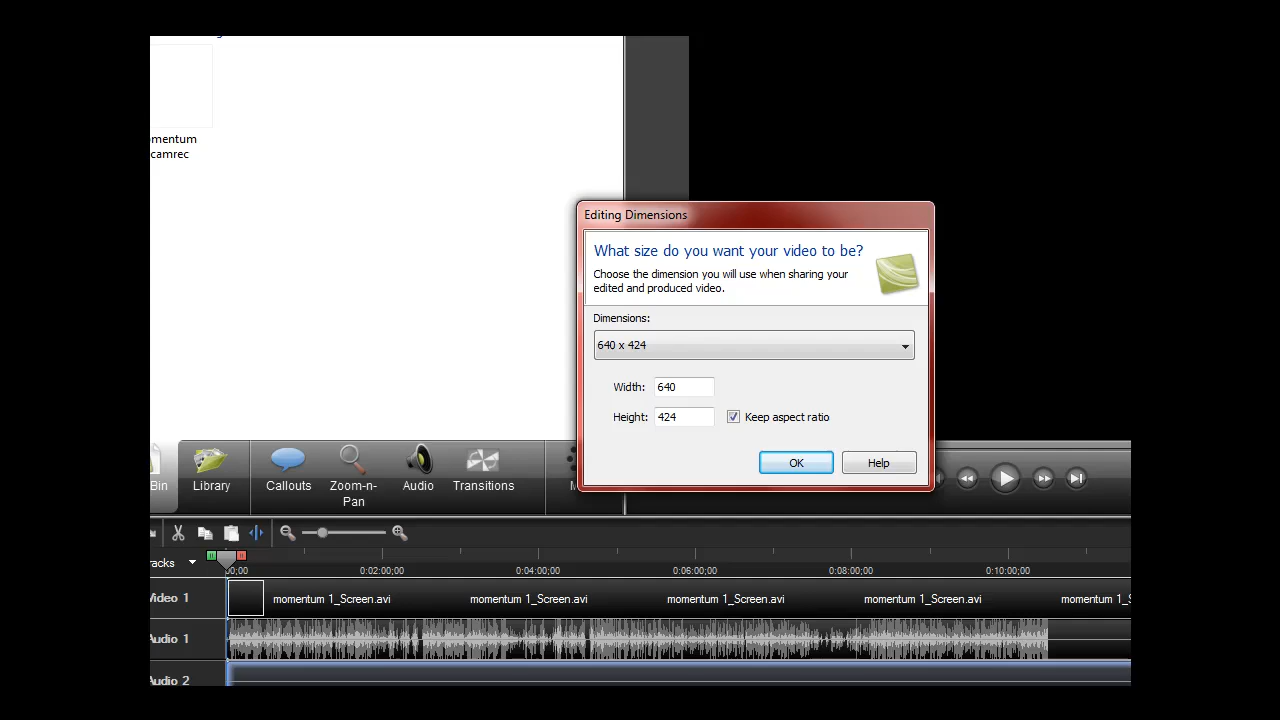 mentum
camrec
Editing Dimensions
What size do you want your video to be?
Choose the dimension you will use when sharing your
edited and produced video.
Dimensions:
640 x 424
Width: 640
Height: 424 Keep aspect ratio
OK Help
Bin Library Callouts Zoom-n-
Pan Audio Transitions M
racks
00;00 0:02:00;00 0:04:00;00 0:06:00;00 0:08:00;00 0:10:00;00
Video 1 momentum 1_Screen.avi momentum 1_Screen.avi momentum 1_Screen.avi momentum 1_Screen.avi momentum 1_S
Audio 1
Audio 2